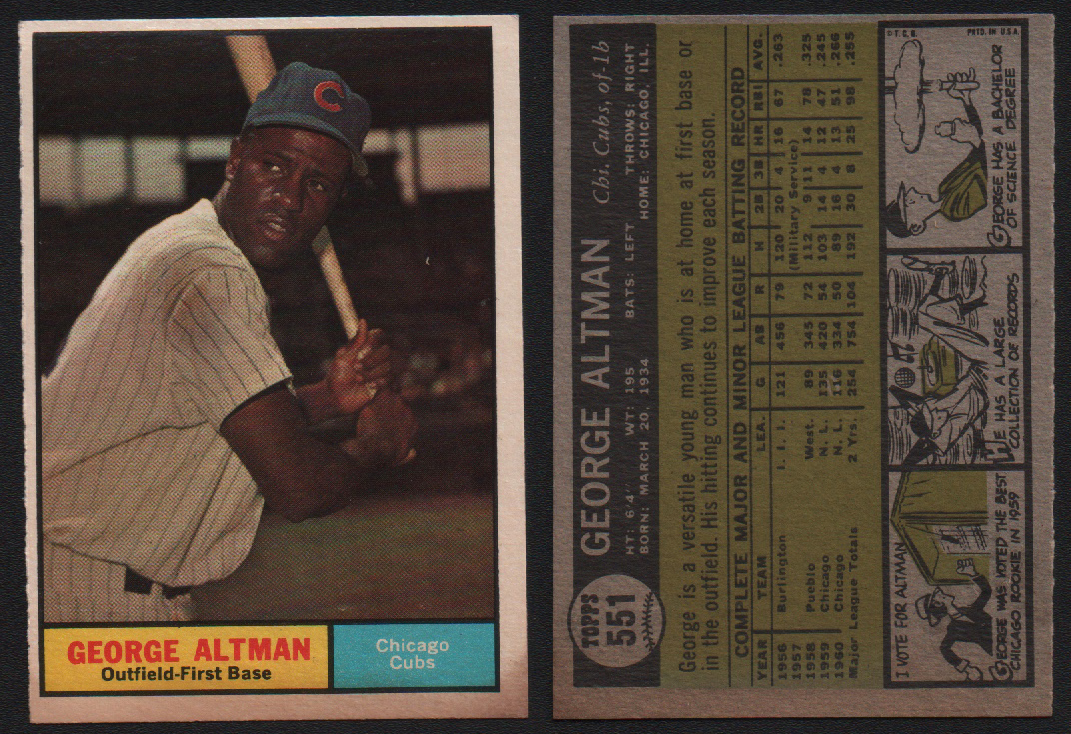 C
GEORGE ALTMAN
Outfield-First Base
Chicago
Cubs
TOPPS
551
GEORGE ALTMAN Chi. Cubs, of-1b
HT: 6'4" WT: 195 BATS: LEFT THROWS: RIGHT
BORN: MARCH 20, 1934 HOME: CHICAGO, ILL.
George is a versatile young man who is at home at first base or
in the outfield. His hitting continues to improve each season.
COMPLETE MAJOR AND MINOR LEAGUE BATTING RECORD
YEAR TEAM LEA. G AB R H 2B 3B HR RBI AVG.
1956 Burlington I. I. I. 121 456 79 120 20 4 16 67 .263
1957 (Military Service)
1958 Pueblo West. 89 345 72 112 9 11 14 78 .325
1959 Chicago N. L. 135 420 54 103 14 4 12 47 .245
1960 Chicago N. L. 116 334 50 89 16 4 13 51 .266
Major League Totals 2 Yrs. 254 754 104 192 30 8 25 98 .255
I VOTE FOR ALTMAN
GEORGE WAS VOTED THE BEST
CHICAGO ROOKIE IN 1959
HE HAS A LARGE
COLLECTION OF RECORDS
© T. C. G. PRTD. IN U.S.A.
GEORGE HAS A BACHELOR
OF SCIENCE DEGREE